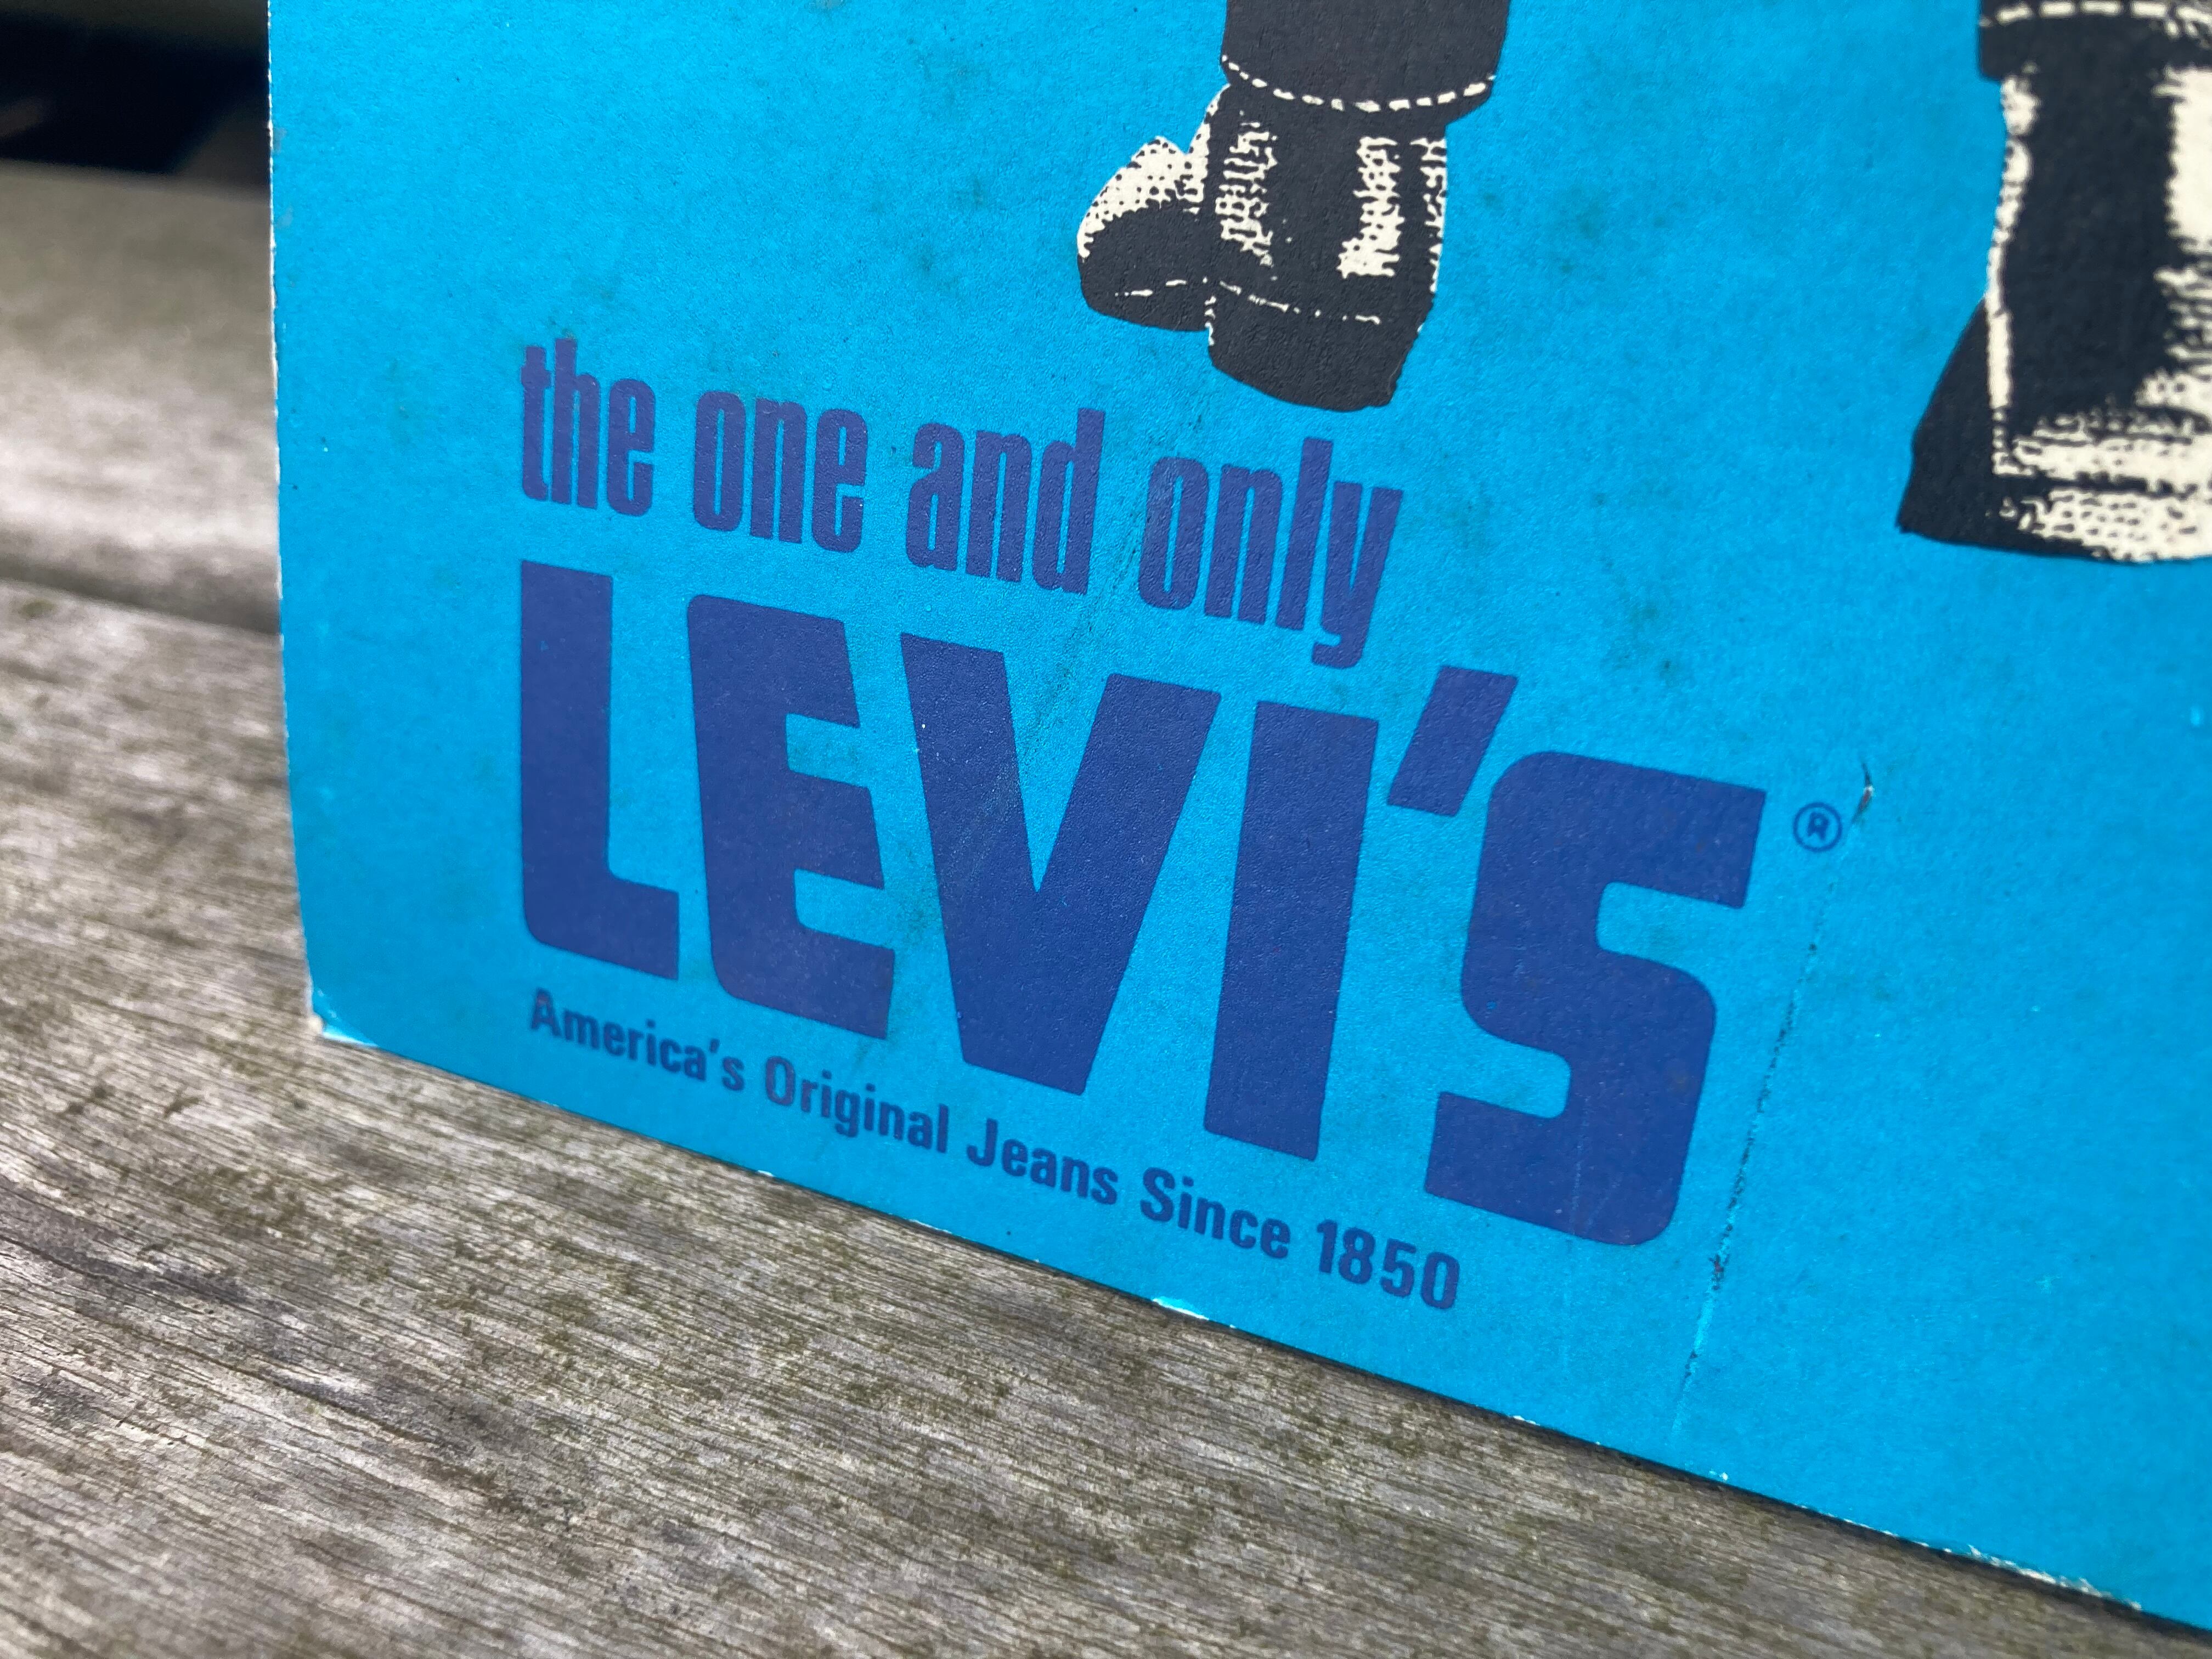 the one and only
LEVI'S®
America's Original Jeans Since 1850